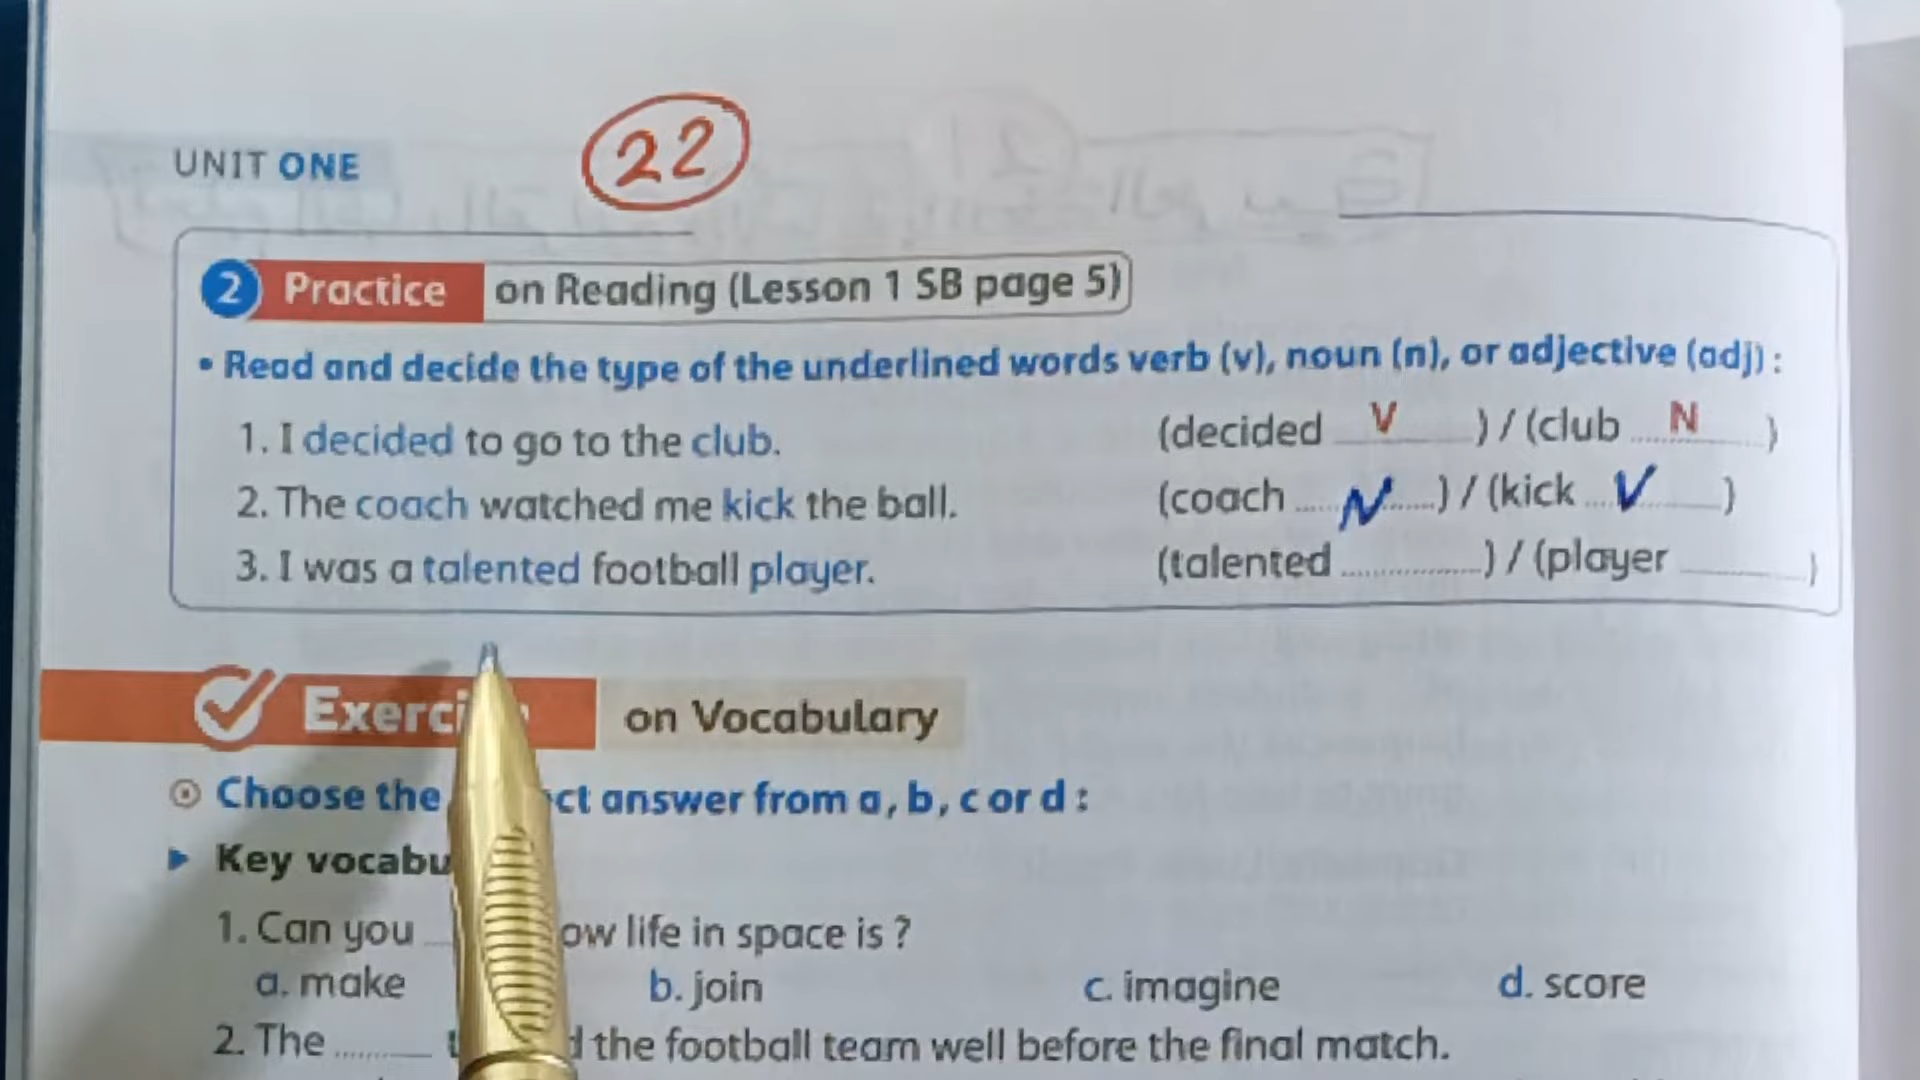 22
UNIT ONE
2 Practice on Reading (Lesson 1 SB page 5)
• Read and decide the type of the underlined words verb (v), noun (n), or adjective (adj) :
1. I decided to go to the club. (decided V ) / (club N )
2. The coach watched me kick the ball. (coach N ) / (kick V )
3. I was a talented football player. (talented ............... ) / (player ............... )
Exerci on Vocabulary
Choose the ct answer from a, b, c or d :
Key vocabu
1. Can you ow life in space is ?
a. make b. join c. imagine d. score
2. The .......... the football team well before the final match.